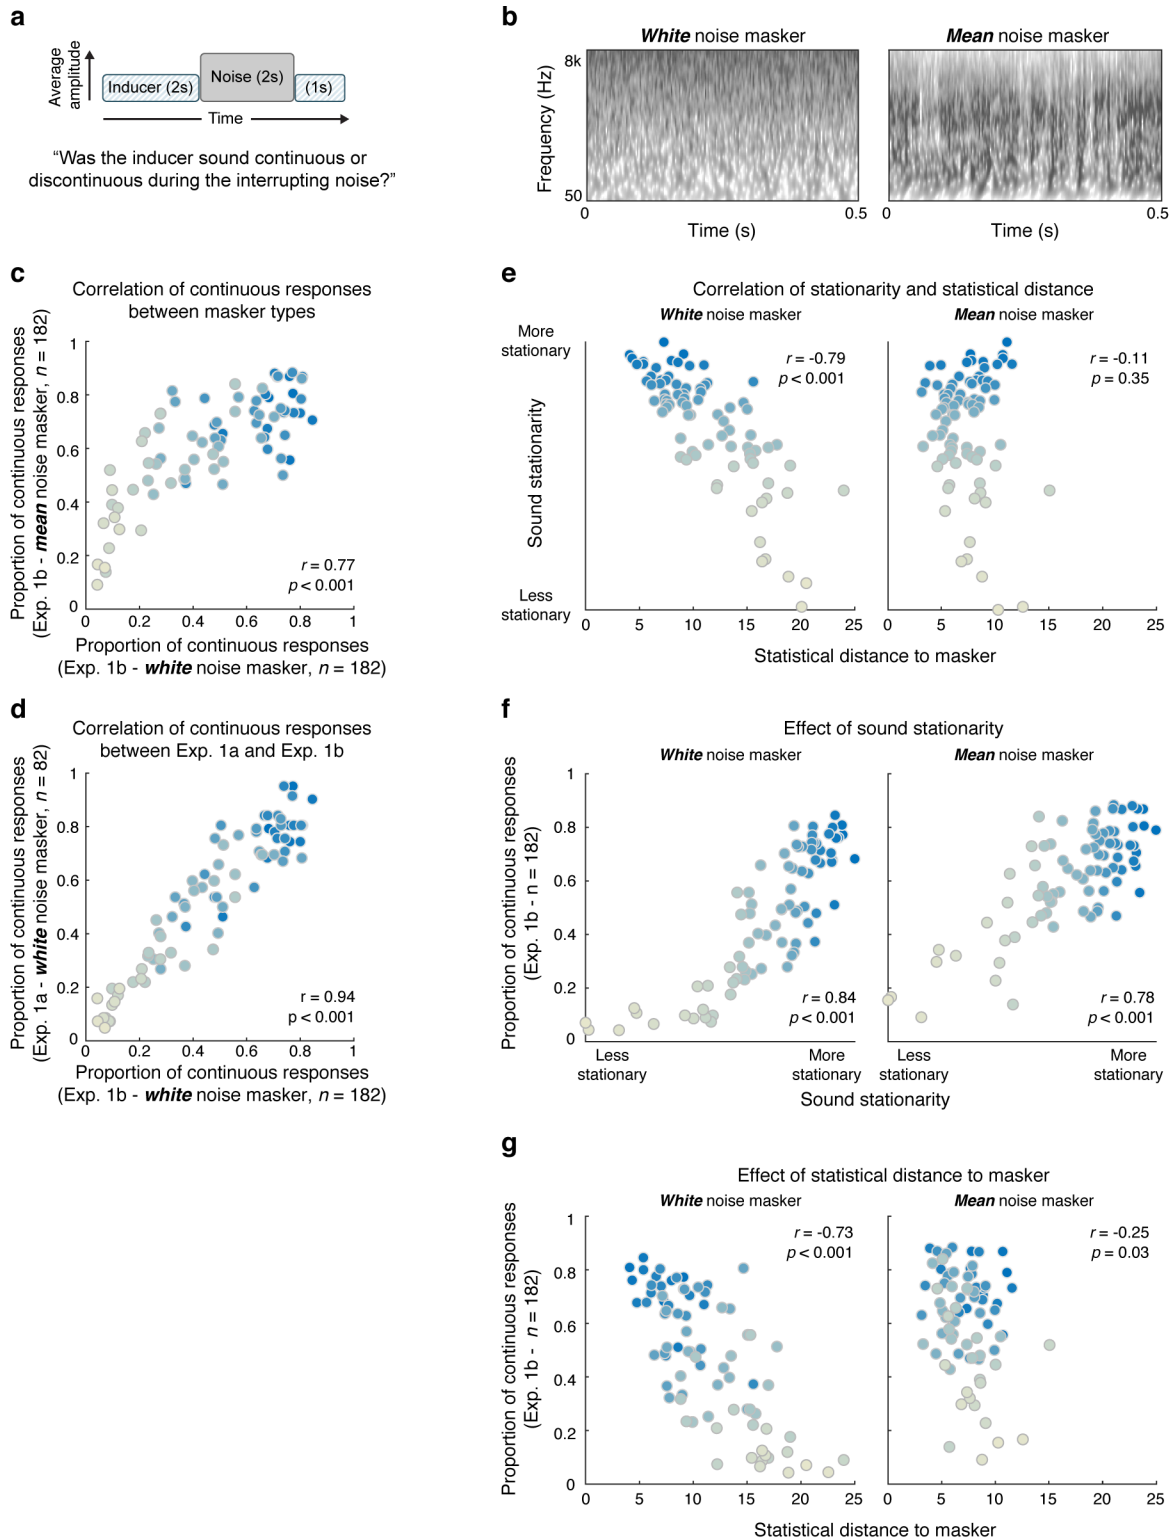 a
Average
amplitude
Inducer (2s)
Noise (2s)
(1s)
Time
“Was the inducer sound continuous or
discontinuous during the interrupting noise?”
b
White noise masker
Mean noise masker
Frequency (Hz)
8k
50
0
0.5
0
0.5
Time (s)
Time (s)
c
Correlation of continuous responses
between masker types
Proportion of continuous responses
(Exp. 1b - mean noise masker, n = 182)
1
0.8
0.6
0.4
0.2
0
r = 0.77
p < 0.001
0 0.2 0.4 0.6 0.8 1
Proportion of continuous responses
(Exp. 1b - white noise masker, n = 182)
d
Correlation of continuous responses
between Exp. 1a and Exp. 1b
Proportion of continuous responses
(Exp. 1a - white noise masker, n = 82)
1
0.8
0.6
0.4
0.2
0
r = 0.94
p < 0.001
0 0.2 0.4 0.6 0.8 1
Proportion of continuous responses
(Exp. 1b - white noise masker, n = 182)
e
Correlation of stationarity and statistical distance
White noise masker
Mean noise masker
More
stationary
Sound stationarity
Less
stationary
r = -0.79
p < 0.001
r = -0.11
p = 0.35
0 5 10 15 20 25
0 5 10 15 20 25
Statistical distance to masker
f
Effect of sound stationarity
White noise masker
Mean noise masker
Proportion of continuous responses
(Exp. 1b - n = 182)
1
0.8
0.6
0.4
0.2
0
r = 0.84
p < 0.001
r = 0.78
p < 0.001
Less
stationary
More
stationary
Less
stationary
More
stationary
Sound stationarity
g
Effect of statistical distance to masker
White noise masker
Mean noise masker
Proportion of continuous responses
(Exp. 1b - n = 182)
1
0.8
0.6
0.4
0.2
0
r = -0.73
p < 0.001
r = -0.25
p = 0.03
0 5 10 15 20 25
0 5 10 15 20 25
Statistical distance to masker